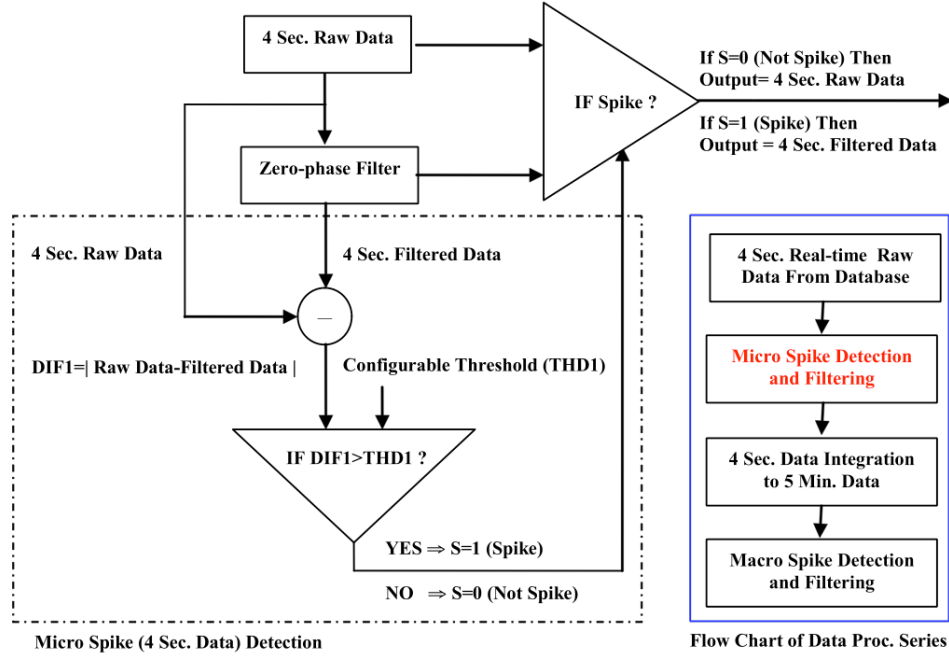 4 Sec. Raw Data
IF Spike ?
If S=0 (Not Spike) Then
Output= 4 Sec. Raw Data
If S=1 (Spike) Then
Output = 4 Sec. Filtered Data
Zero-phase Filter
4 Sec. Raw Data
4 Sec. Filtered Data
—
DIF1=| Raw Data-Filtered Data |
Configurable Threshold (THD1)
IF DIF1>THD1 ?
YES ⇒ S=1 (Spike)
NO ⇒ S=0 (Not Spike)
Micro Spike (4 Sec. Data) Detection
4 Sec. Real-time Raw
Data From Database
Micro Spike Detection
and Filtering
4 Sec. Data Integration
to 5 Min. Data
Macro Spike Detection
and Filtering
Flow Chart of Data Proc. Series